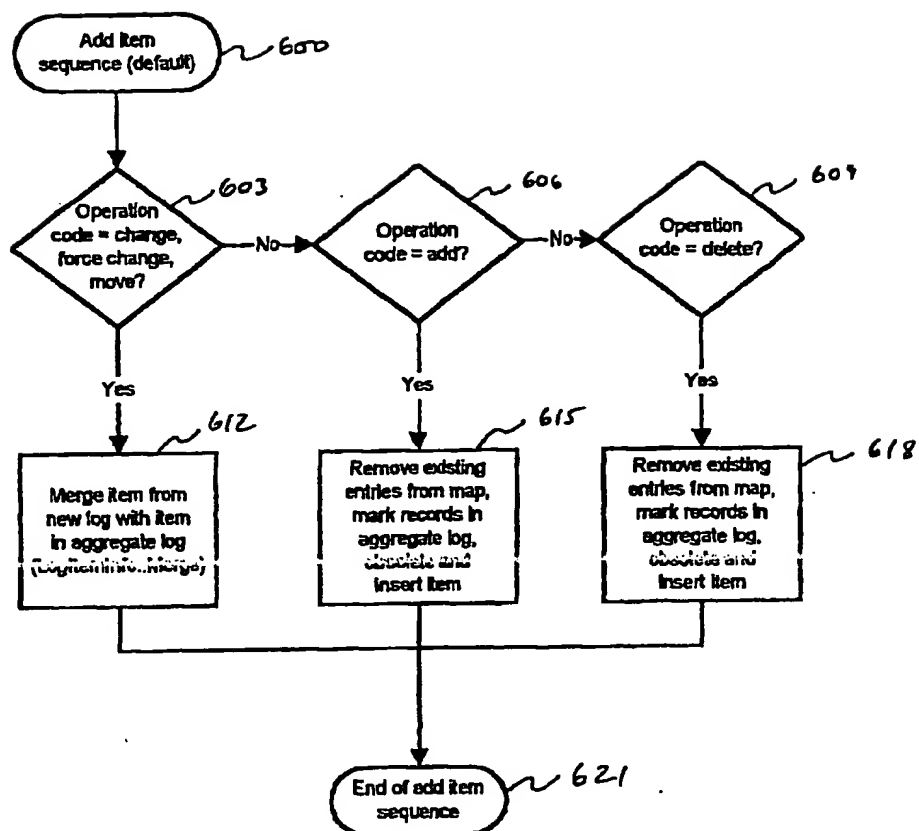 Add item
sequence (default)
600
Operation
code = change,
force change,
move?
603
No
Operation
code = add?
606
No
Operation
code = delete?
609
Yes
Yes
Yes
Merge item from
new log with item
in aggregate log
612
Remove existing
entries from map,
mark records in
aggregate log,
obsolete and
insert item
615
Remove existing
entries from map,
mark records in
aggregate log,
obsolete and
insert item
618
End of add item
sequence
621